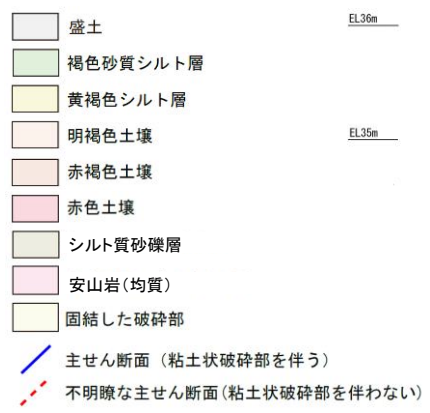 盛土
褐色砂質シルト層
黄褐色シルト層
明褐色土壌
赤褐色土壌
赤色土壌
シルト質砂礫層
安山岩(均質)
固結した破砕部
主せん断面（粘土状破砕部を伴う）
不明瞭な主せん断面(粘土状破砕部を伴わない)
EL36m
EL35m